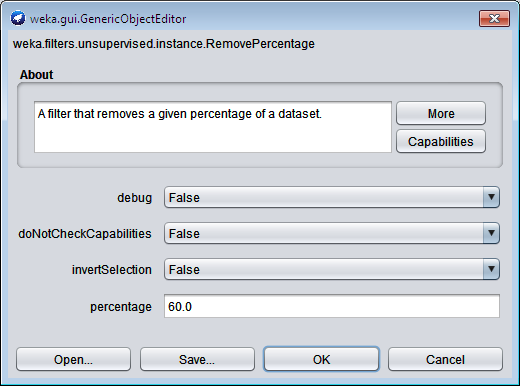 weka.gui.GenericObjectEditor
weka.filters.unsupervised.instance.RemovePercentage
About
A filter that removes a given percentage of a dataset.
More
Capabilities
debug False
doNotCheckCapabilities False
invertSelection False
percentage 60.0
Open... Save... OK Cancel